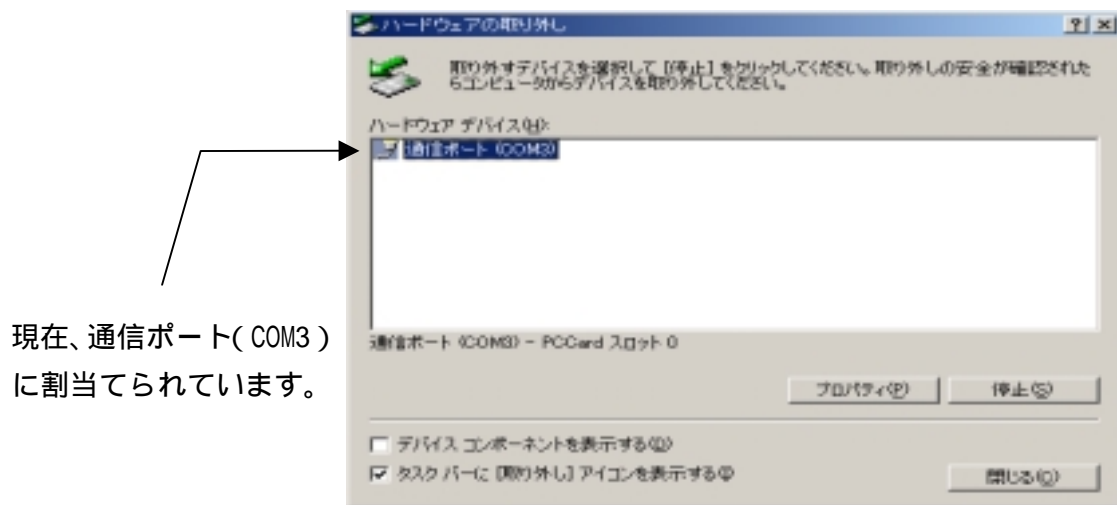 ハードウェアの取り外し
取り外すデバイスを選択して [停止] をクリックしてください。取り外しの安全が確認された
らコンピュータからデバイスを取り外してください。
ハードウェア デバイス(H):
通信ポート (COM3)
現在、通信ポート( COM3 )
に割当てられています。
通信ポート (COM3) - PCCard スロット 0
プロパティ(P)
停止(S)
デバイス コンポーネントを表示する(D)
タスク バーに [取り外し] アイコンを表示する(T)
閉じる(C)